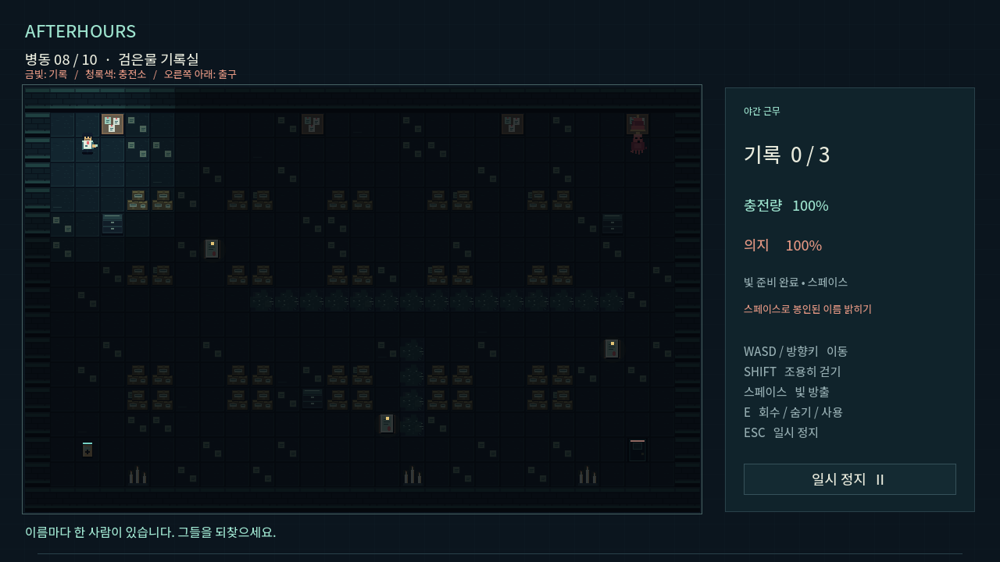 AFTERHOURS
병동 08 / 10 · 검은물 기록실
금빛: 기록 / 청록색: 충전소 / 오른쪽 아래: 출구
야간 근무
기록 0 / 3
충전량 100%
의지 100%
빛 준비 완료 • 스페이스
스페이스로 봉인된 이름 밝히기
WASD / 방향키 이동
SHIFT 조용히 걷기
스페이스 빛 방출
E 회수 / 숨기 / 사용
ESC 일시 정지
일시 정지 II
이름마다 한 사람이 있습니다. 그들을 되찾으세요.